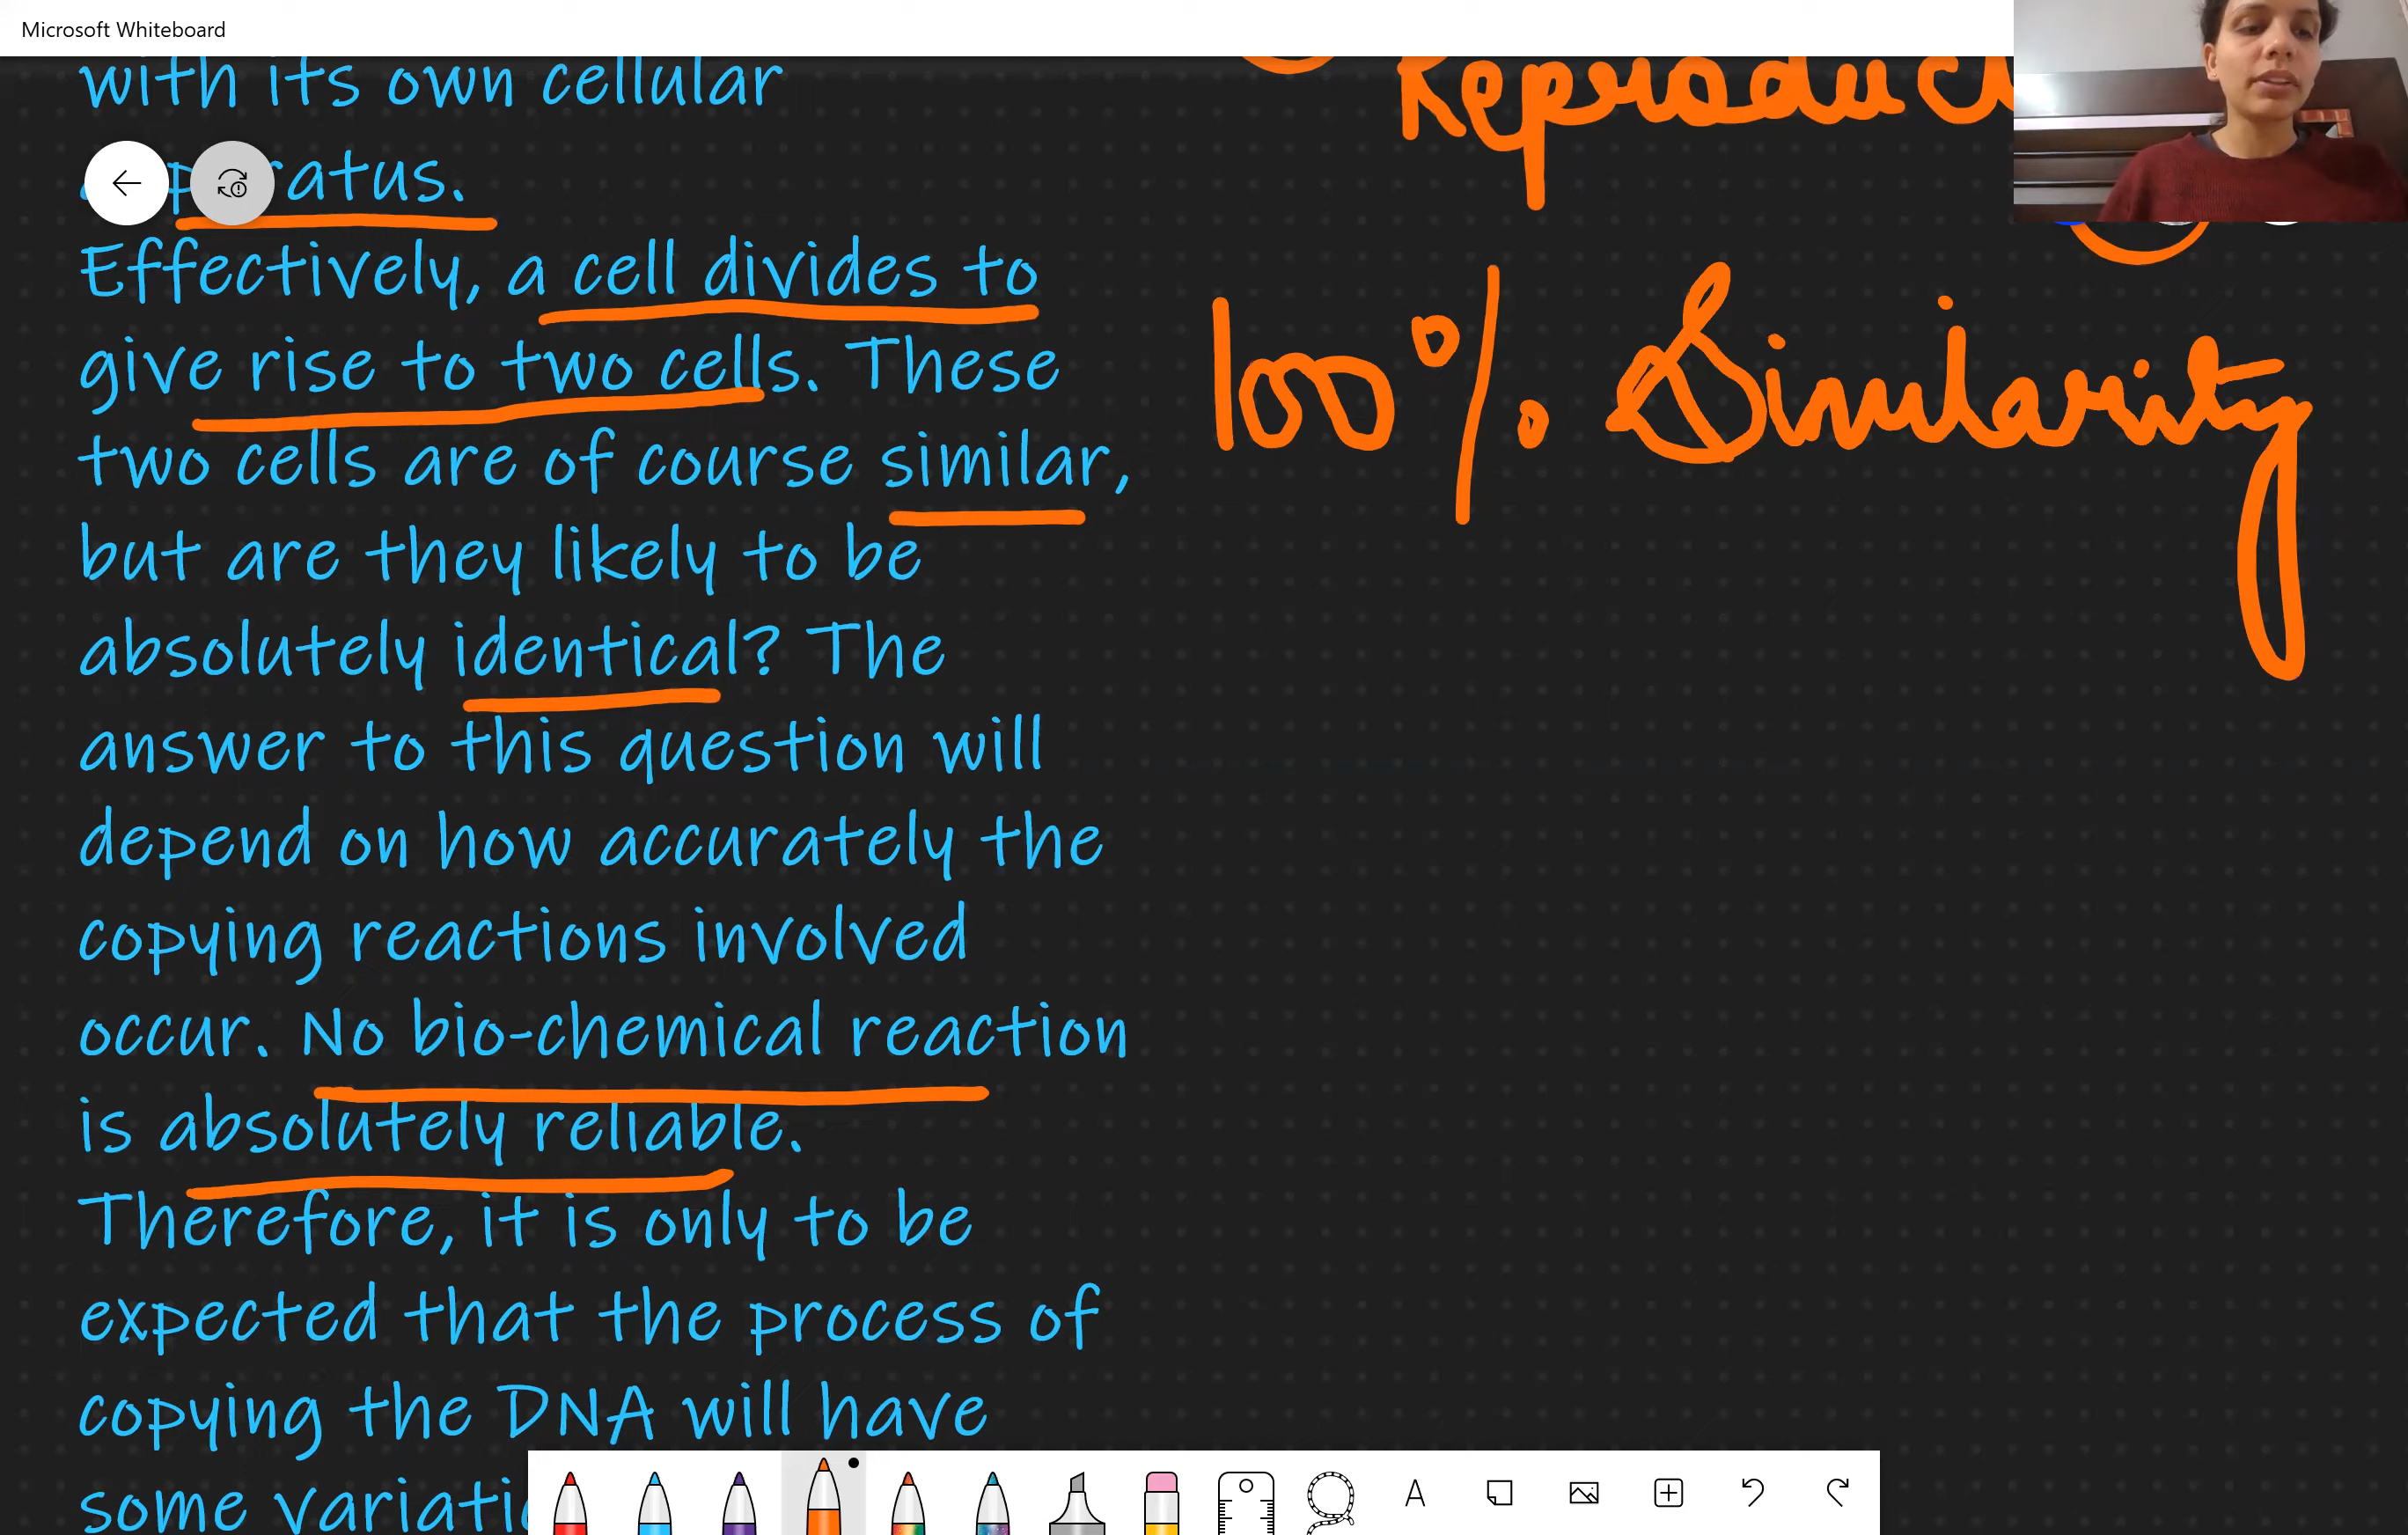 Microsoft Whiteboard
with its own cellular
Effectively, a cell divides to
give rise to two cells. These
two cells are of course similar,
but are they likely to be
absolutely identical? The
answer to this question will
depend on how accurately the
copying reactions involved
occur. No bio-chemical reaction
is absolutely reliable.
Therefore, it is only to be
expected that the process of
copying the DNA will have
some
100% Similarity